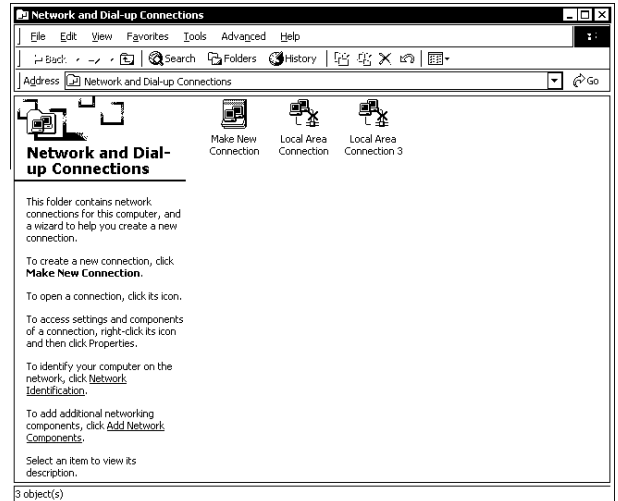 Network and Dial-up Connections
File Edit View Favorites Tools Advanced Help
Back Search Folders History
Address Network and Dial-up Connections Go
Make New Connection
Local Area Connection
Local Area Connection 3
Network and Dial-
up Connections
This folder contains network
connections for this computer, and
a wizard to help you create a new
connection.
To create a new connection, click
Make New Connection.
To open a connection, click its icon.
To access settings and components
of a connection, right-click its icon
and then click Properties.
To identify your computer on the
network, click Network
Identification.
To add additional networking
components, click Add Network
Components.
Select an item to view its
description.
3 object(s)